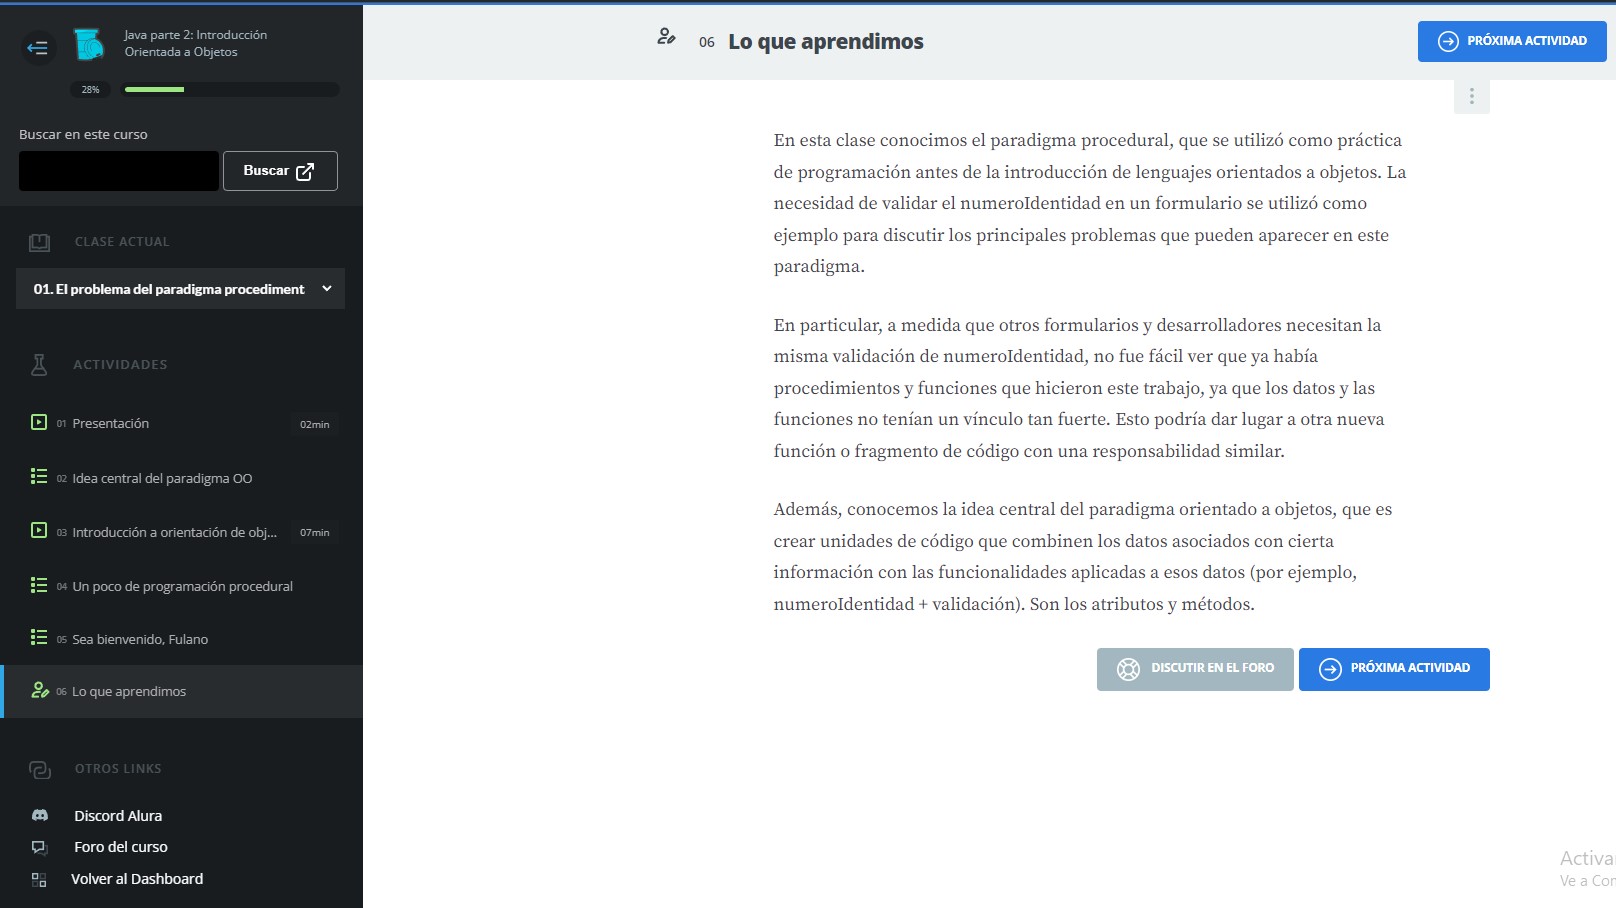 Java parte 2: Introducción
Orientada a Objetos
28%
Buscar en este curso
Buscar
CLASE ACTUAL
01. El problema del paradigma procediment
ACTIVIDADES
01 Presentación 02min
02 Idea central del paradigma OO
03 Introducción a orientación de obj... 07min
04 Un poco de programación procedural
05 Sea bienvenido, Fulano
06 Lo que aprendimos
OTROS LINKS
Discord Alura
Foro del curso
Volver al Dashboard
06 Lo que aprendimos
PRÓXIMA ACTIVIDAD
En esta clase conocimos el paradigma procedural, que se utilizó como práctica
de programación antes de la introducción de lenguajes orientados a objetos. La
necesidad de validar el numeroIdentidad en un formulario se utilizó como
ejemplo para discutir los principales problemas que pueden aparecer en este
paradigma.
En particular, a medida que otros formularios y desarrolladores necesitan la
misma validación de numeroIdentidad, no fue fácil ver que ya había
procedimientos y funciones que hicieron este trabajo, ya que los datos y las
funciones no tenían un vínculo tan fuerte. Esto podría dar lugar a otra nueva
función o fragmento de código con una responsabilidad similar.
Además, conocemos la idea central del paradigma orientado a objetos, que es
crear unidades de código que combinen los datos asociados con cierta
información con las funcionalidades aplicadas a esos datos (por ejemplo,
numeroIdentidad + validación). Son los atributos y métodos.
DISCUTIR EN EL FORO
PRÓXIMA ACTIVIDAD
Activa
Ve a Con